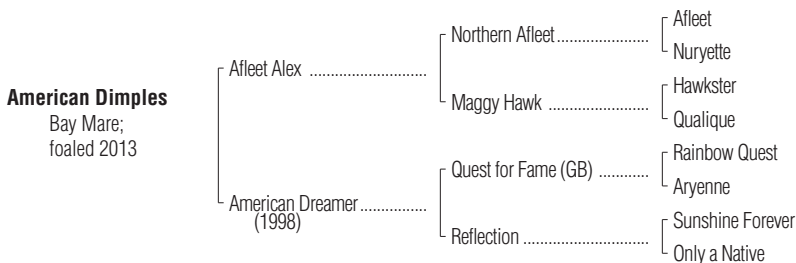 American Dimples
Bay Mare;
foaled 2013
Afleet Alex ............................
American Dreamer ................
(1998)
Northern Afleet ......................
Maggy Hawk ........................
Quest for Fame (GB) ............
Reflection ..............................
Afleet
Nuryette
Hawkster
Qualique
Rainbow Quest
Aryenne
Sunshine Forever
Only a Native